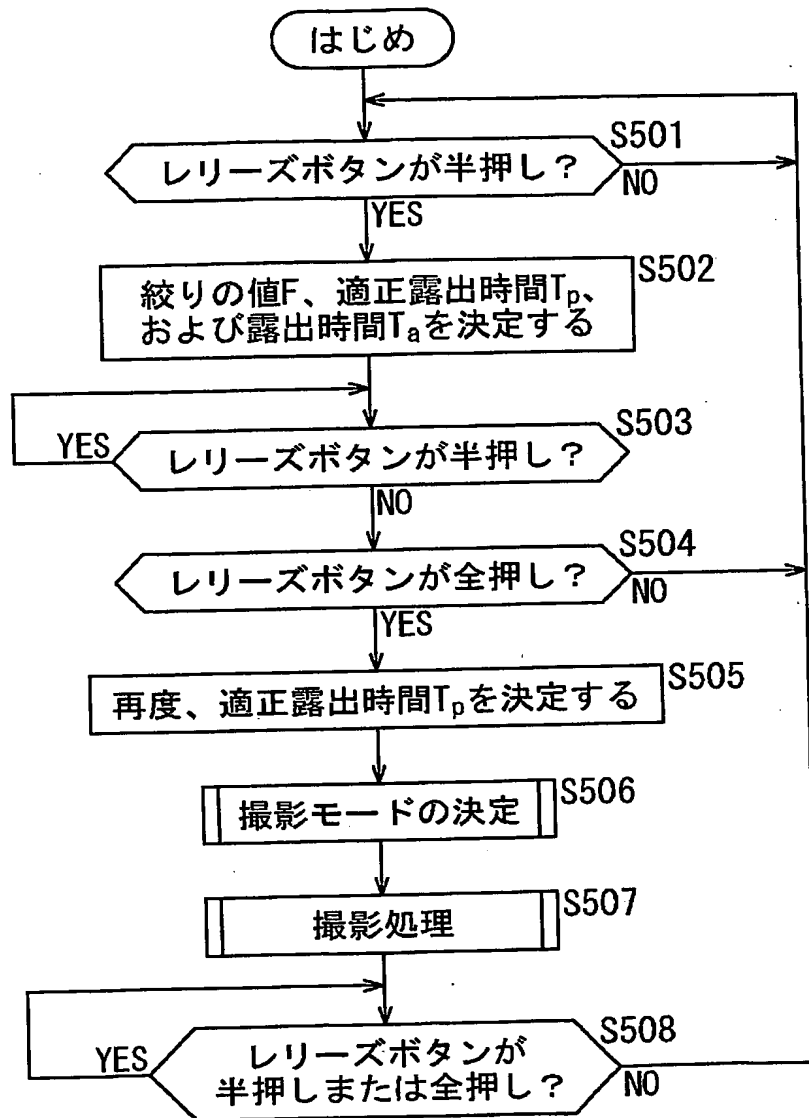 はじめ
S501
レリーズボタンが半押し?
NO
YES
S502
絞りの値F、適正露出時間Tp、
および露出時間Taを決定する
S503
YES
レリーズボタンが半押し?
NO
S504
レリーズボタンが全押し?
NO
YES
S505
再度、適正露出時間Tpを決定する
S506
撮影モードの決定
S507
撮影処理
S508
YES
レリーズボタンが
半押しまたは全押し?
NO